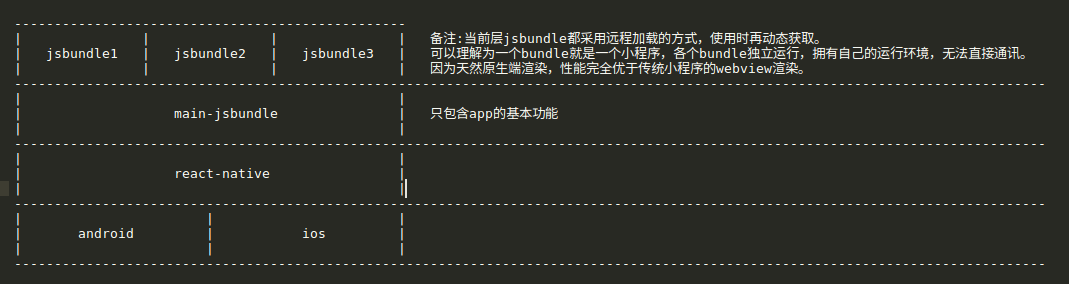 备注:当前层jsbundle都采用远程加载的方式，使用时再动态获取。
jsbundle1 jsbundle2 jsbundle3 可以理解为一个bundle就是一个小程序，各个bundle独立运行，拥有自己的运行环境，无法直接通讯。
因为天然原生端渲染，性能完全优于传统小程序的webview渲染。
main-jsbundle 只包含app的基本功能
react-native
android ios